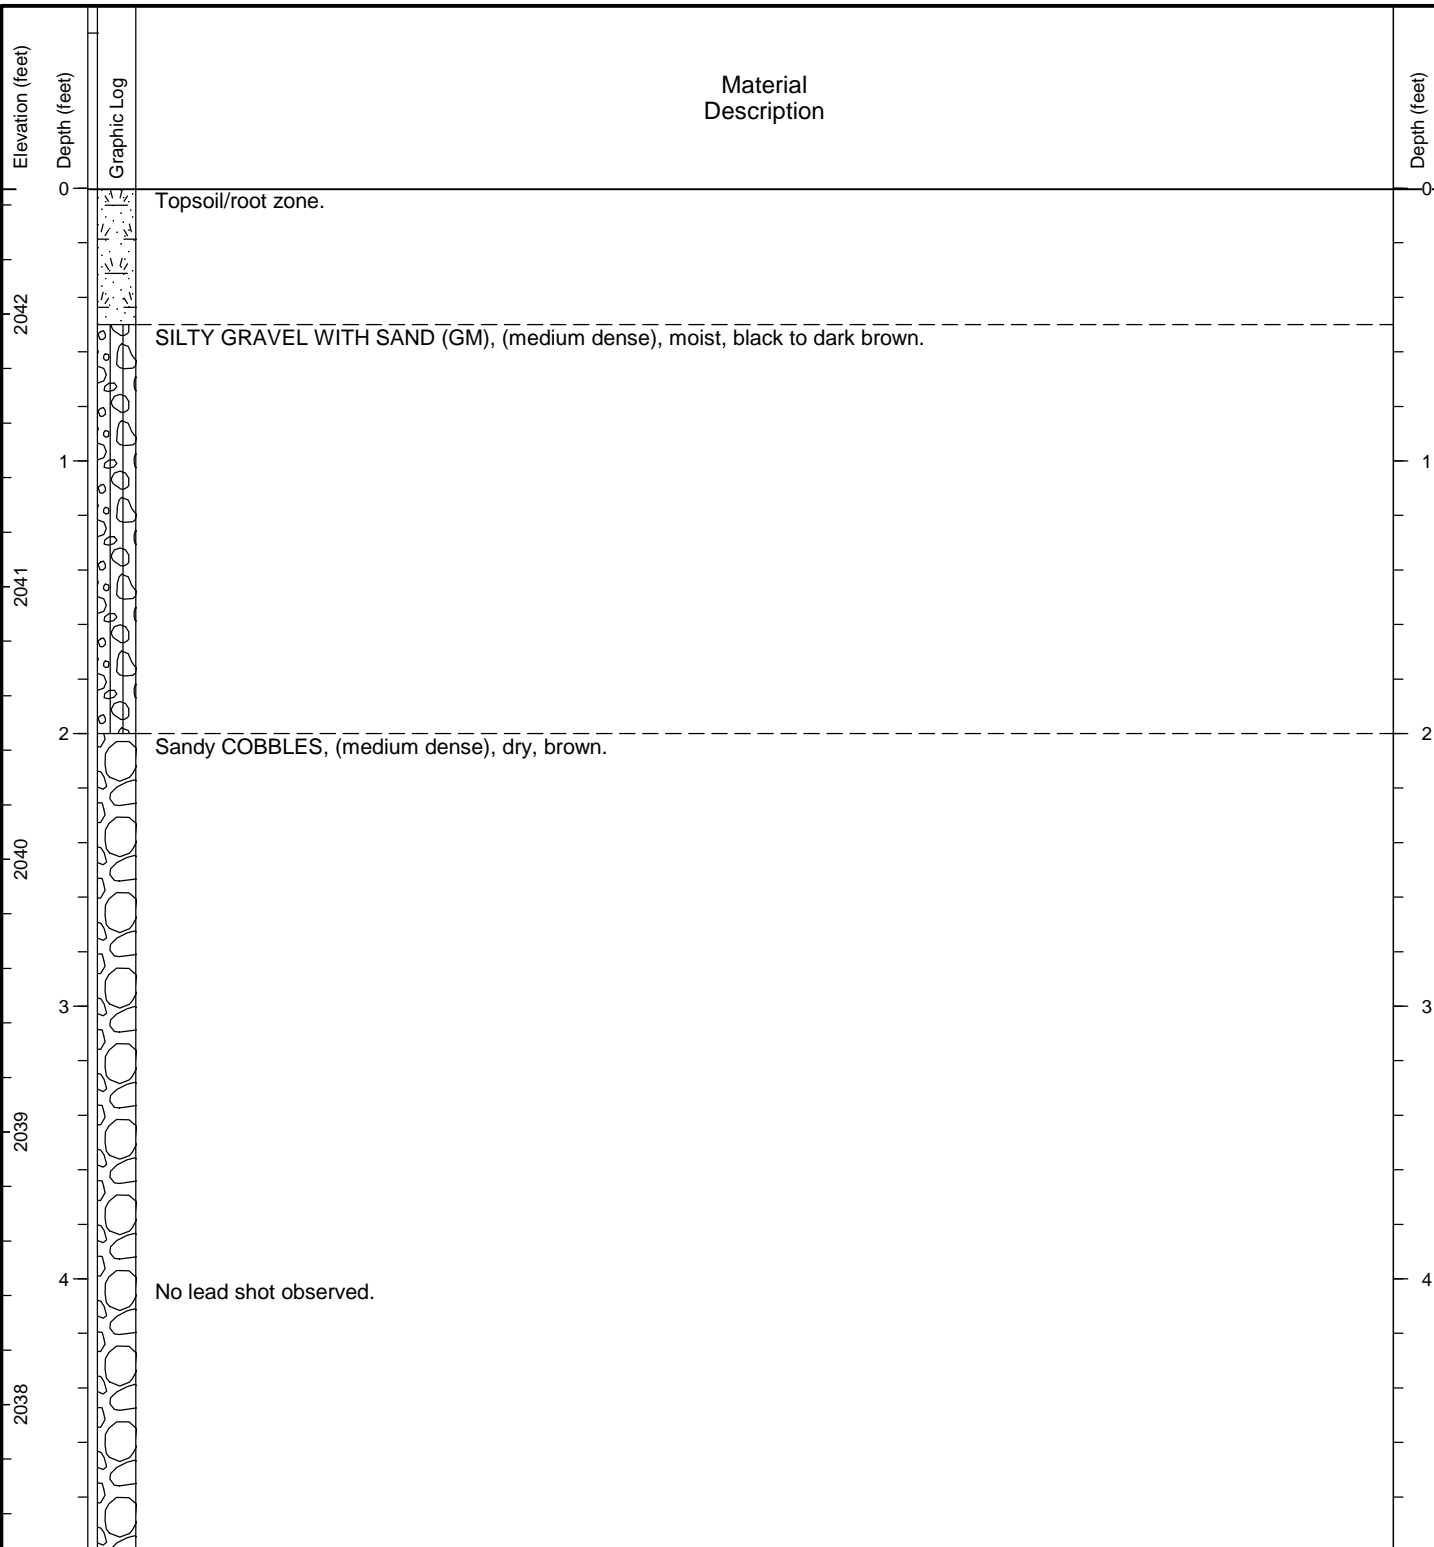 Elevation (feet)
Depth (feet)
Graphic Log
Material
Description
Depth (feet)
0
Topsoil/root zone.
0
2042
SILTY GRAVEL WITH SAND (GM), (medium dense), moist, black to dark brown.
1
1
2041
2
Sandy COBBLES, (medium dense), dry, brown.
2
2040
3
3
2039
4
No lead shot observed.
4
2038